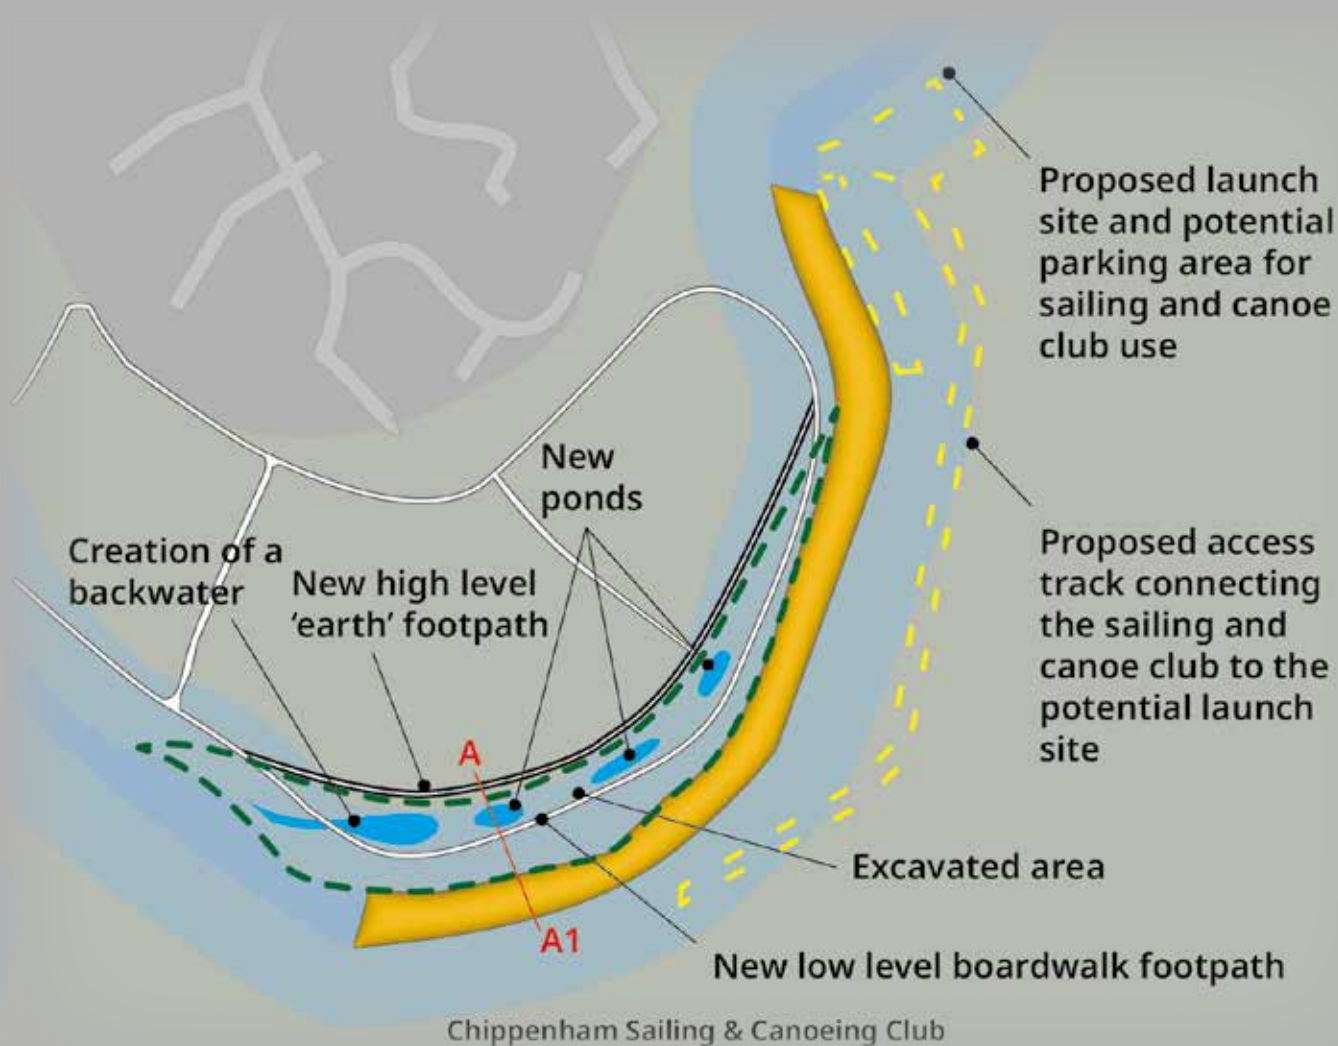 Proposed launch
site and potential
parking area for
sailing and canoe
club use
New
ponds
Creation of a
backwater
New high level
‘earth’ footpath
Proposed access
track connecting
the sailing and
canoe club to the
potential launch
site
A
Excavated area
A1
New low level boardwalk footpath
Chippenham Sailing & Canoeing Club